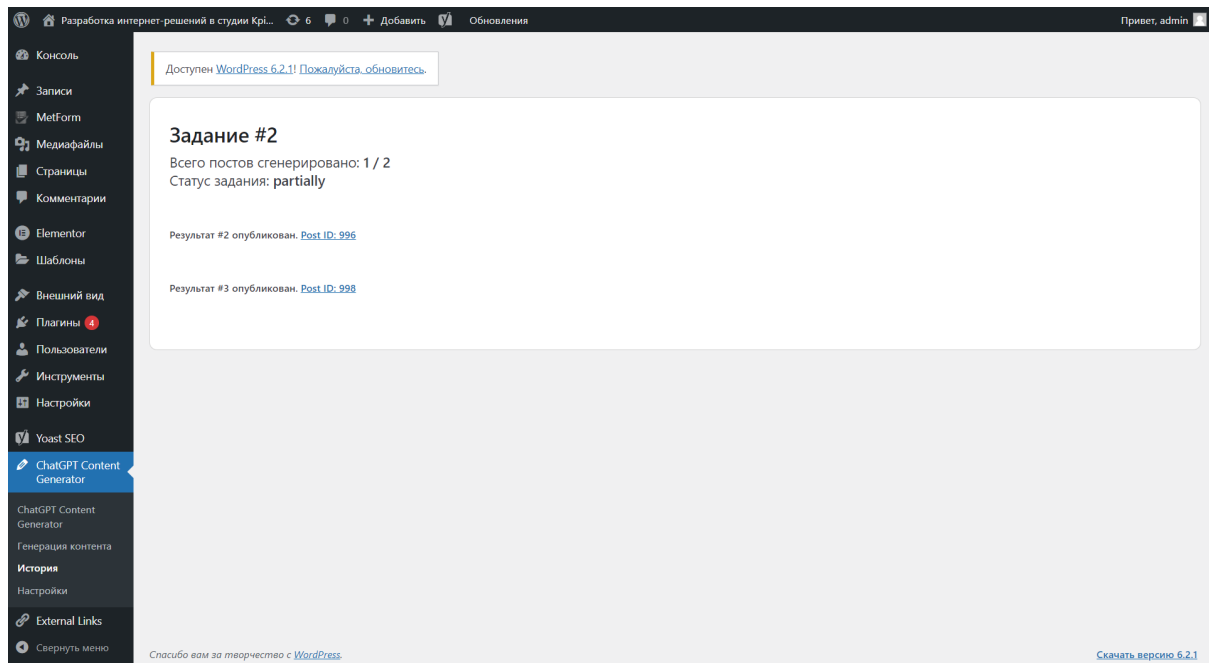 Разработка интернет-решений в студии Kpi... 6 0 Добавить Обновления Привет, admin
Консоль
Записи
MetForm
Медиафайлы
Страницы
Комментарии
Elementor
Шаблоны
Внешний вид
Плагины 4
Пользователи
Инструменты
Настройки
Yoast SEO
ChatGPT Content
Generator
ChatGPT Content
Generator
Генерация контента
История
Настройки
External Links
Свернуть меню
Доступен WordPress 6.2.1! Пожалуйста, обновитесь.
Задание #2
Всего постов сгенерировано: 1 / 2
Статус задания: partially
Результат #2 опубликован. Post ID: 996
Результат #3 опубликован. Post ID: 998
Спасибо вам за творчество с WordPress.
Скачать версию 6.2.1